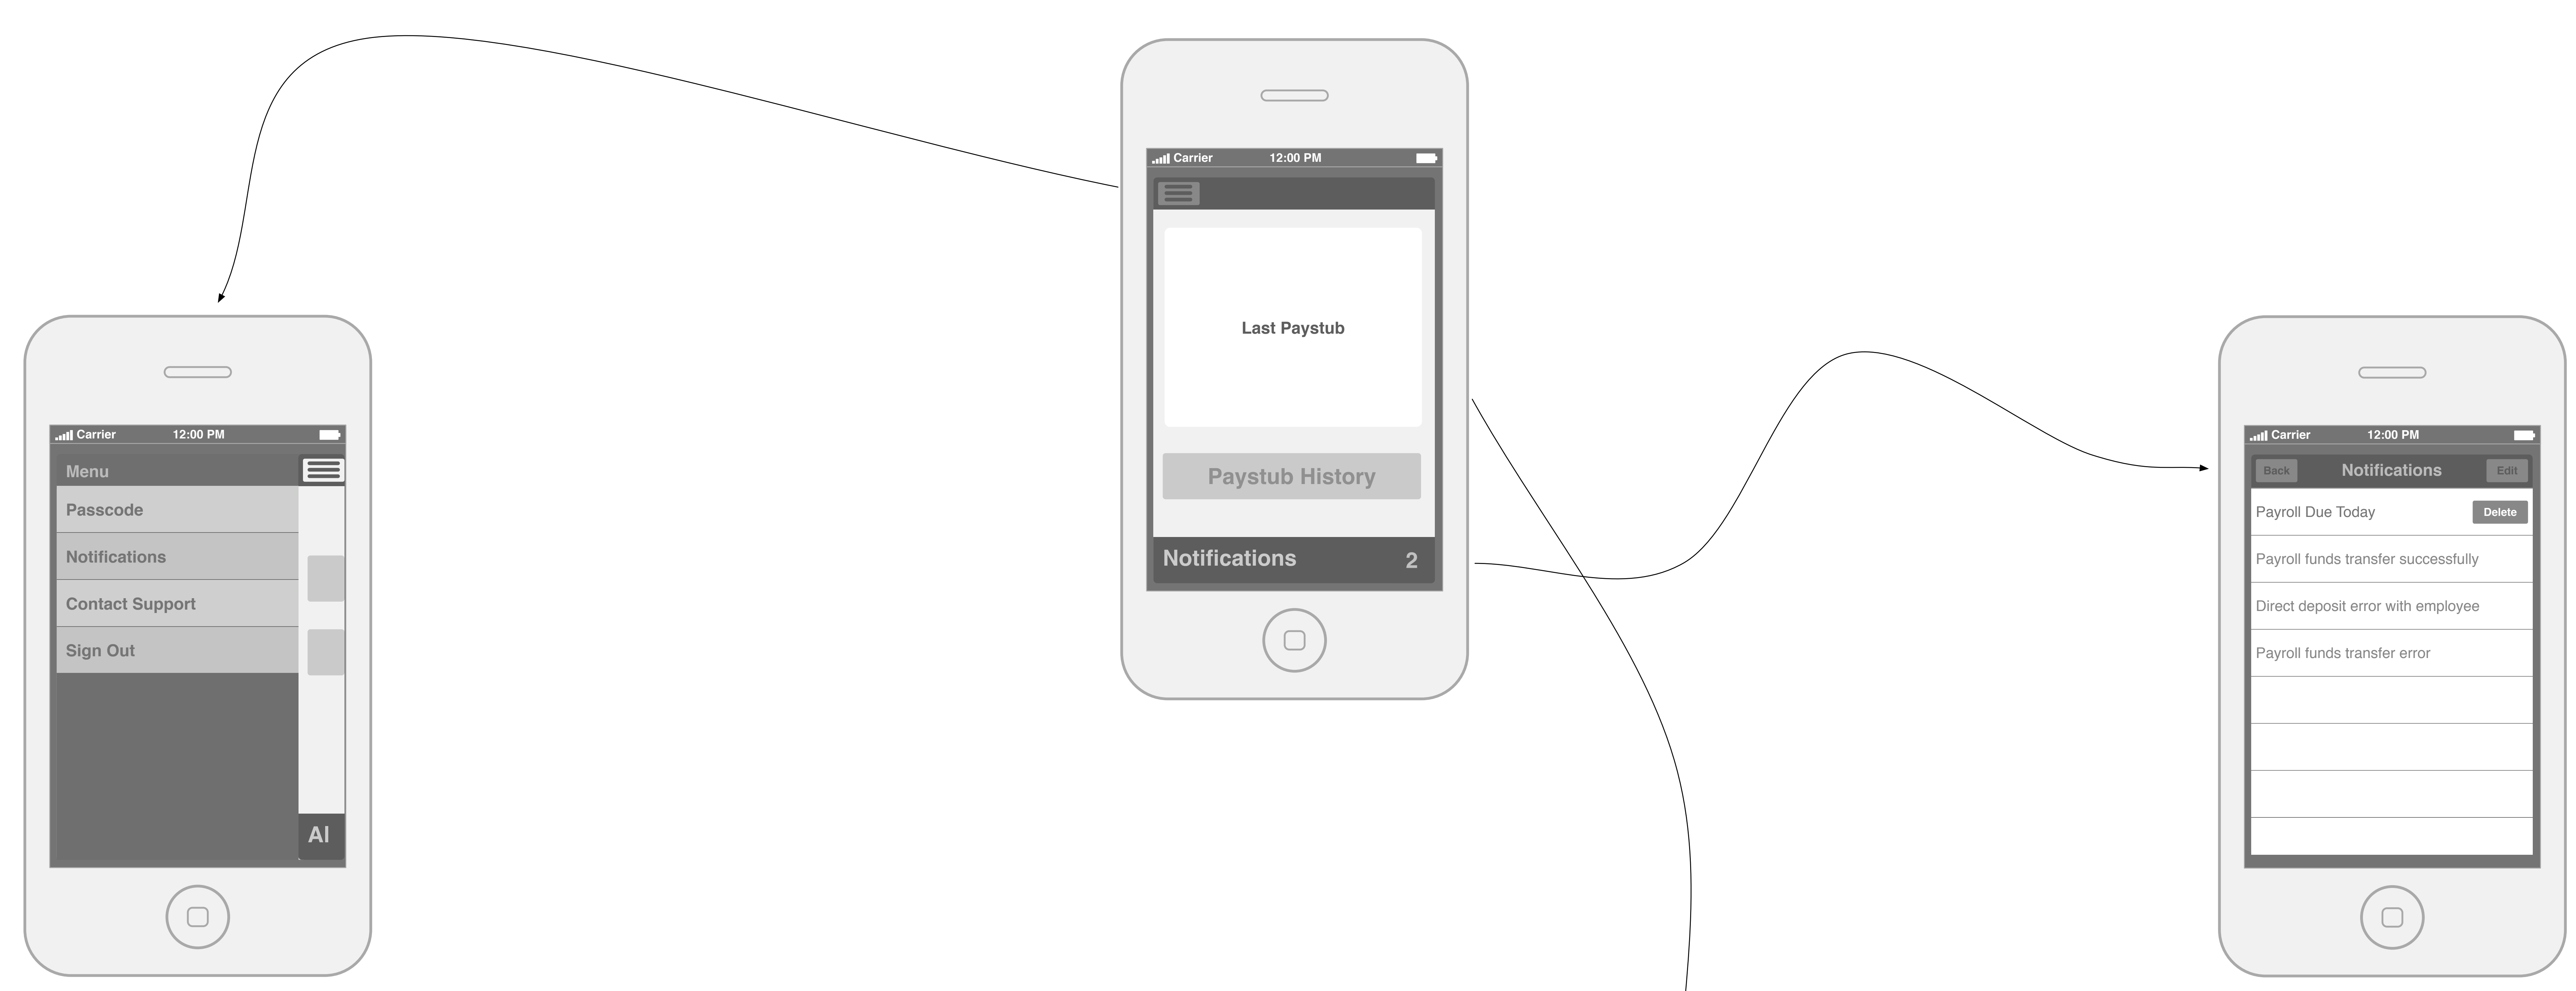 Carrier 12:00 PM
Last Paystub
Paystub History
Notifications 2
Carrier 12:00 PM
Menu
Passcode
Notifications
Contact Support
Sign Out
Al
Carrier 12:00 PM
Back Notifications Edit
Payroll Due Today Delete
Payroll funds transfer successfully
Direct deposit error with employee
Payroll funds transfer error